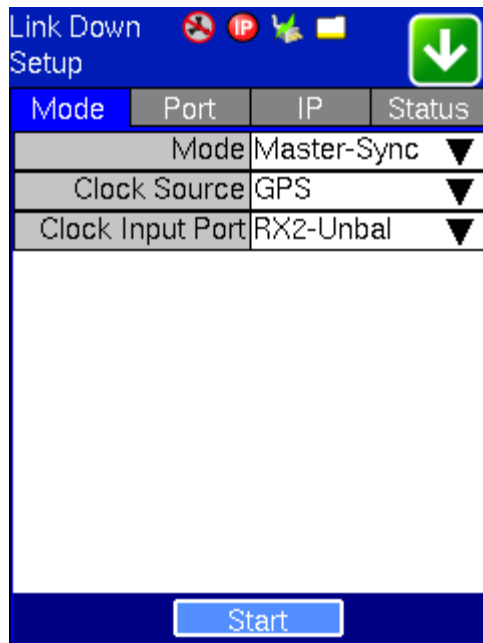 Link Down
IP
Setup
Mode Port IP Status
Mode Master-Sync
Clock Source GPS
Clock Input Port RX2-Unbal
Start